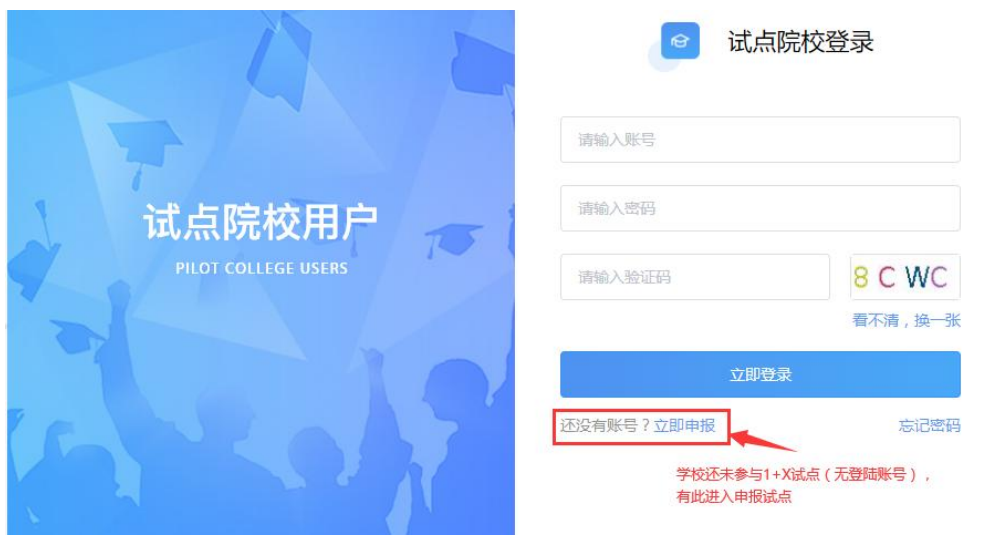 试点院校用户
PILOT COLLEGE USERS
试点院校登录
请输入账号
请输入密码
请输入验证码
8 C W C
看不清，换一张
立即登录
还没有账号？立即申报
忘记密码
学校还未参与1+X试点（无登陆账号），
有此进入申报试点